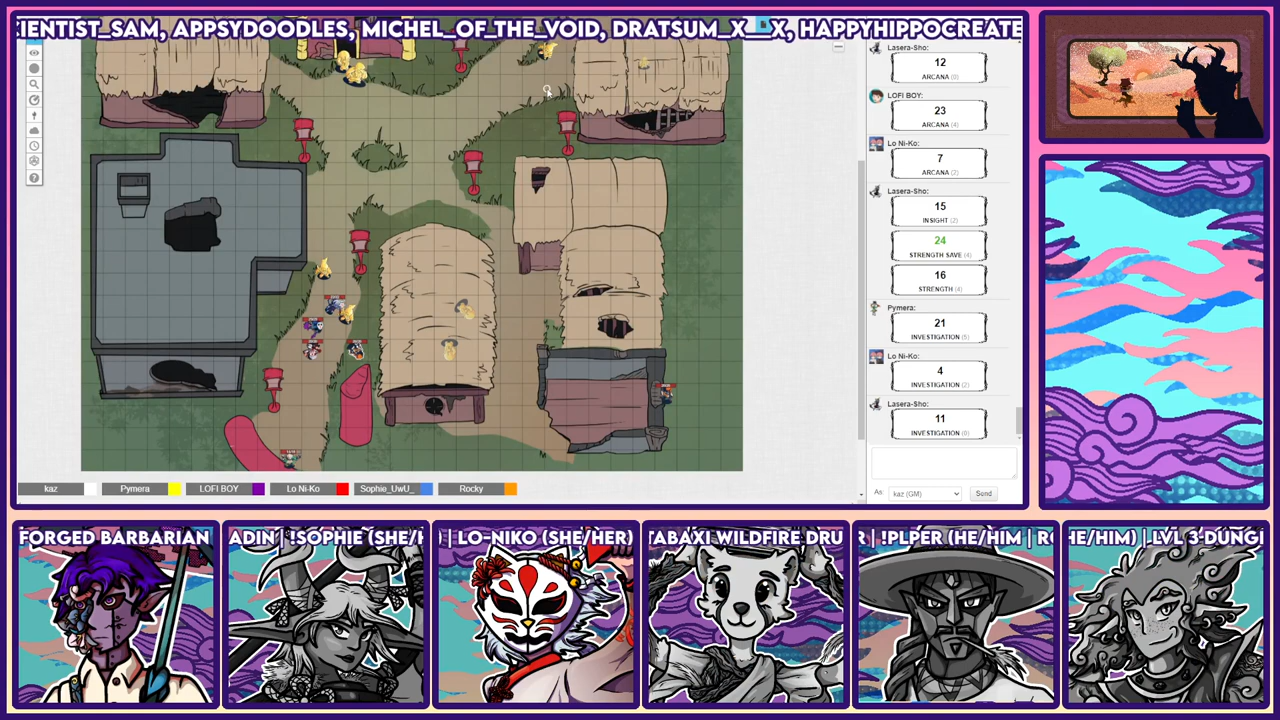 IENTIST_SAM, APPSYDOODLES, MICHEL_OF_THE_VOID, DRATSUM_X__X, HAPPYHIPPOCREATE
Lasera-Sho:
12
ARCANA (0)
LOFI BOY:
23
ARCANA (4)
Lo Ni-Ko:
7
ARCANA (2)
Lasera-Sho:
15
INSIGHT (2)
24
STRENGTH SAVE (4)
16
STRENGTH (4)
Pymera:
21
INVESTIGATION (5)
Lo Ni-Ko:
4
INVESTIGATION (2)
Lasera-Sho:
11
INVESTIGATION (0)
As: kaz (GM) Send
kaz Pymera LOFI BOY Lo Ni-Ko Sophie_UwU_ Rocky
FORGED BARBARIAN
ADIN | !SOPHIE (SHE/H
) | LO-NIKO (SHE/HER)
TABAXI WILDFIRE DRU
R | !PLPER (HE/HIM | R
HE/HIM) | LVL 3-DUNG